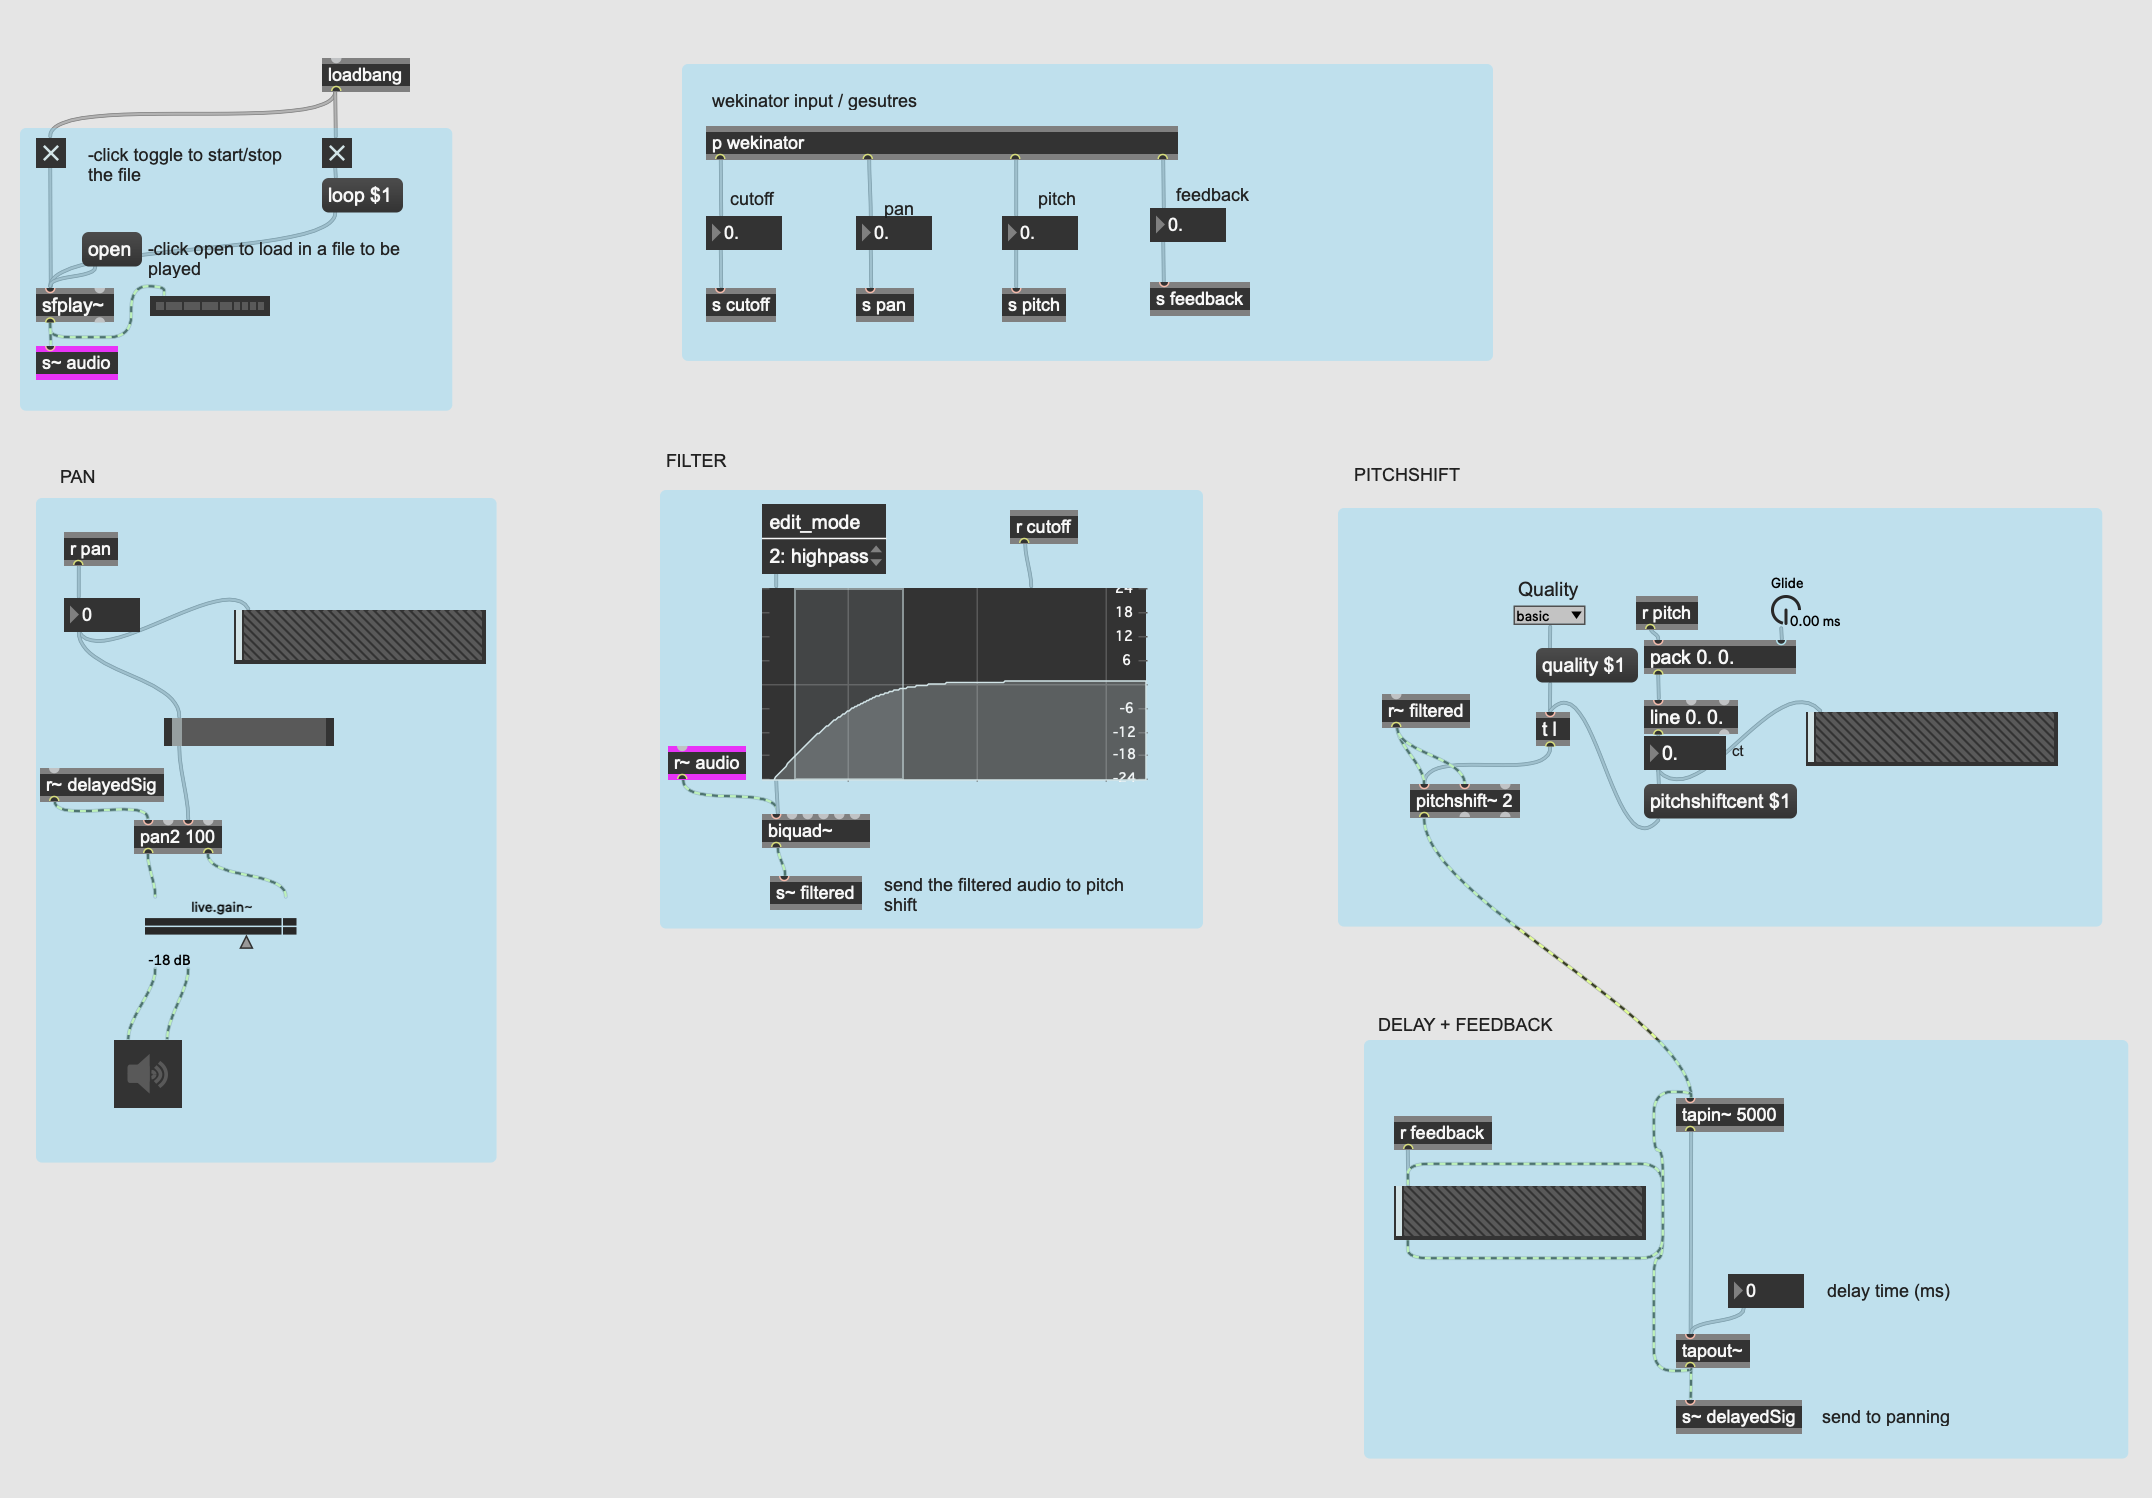 loadbang
-click toggle to start/stop
the file
loop $1
open
-click open to load in a file to be
played
sfplay~
s~ audio
wekinator input / gesutres
p wekinator
cutoff
pan
pitch
feedback
0.
0.
0.
0.
s cutoff
s pan
s pitch
s feedback
PAN
r pan
0
r~ delayedSig
pan2 100
live.gain~
-18 dB
FILTER
edit_mode
2: highpass
r cutoff
24
18
12
6
-6
-12
-18
-24
r~ audio
biquad~
s~ filtered
send the filtered audio to pitch
shift
PITCHSHIFT
Quality
basic
quality $1
r pitch
Glide
0.00 ms
pack 0. 0.
r~ filtered
t l
line 0. 0.
0.
ct
pitchshift~ 2
pitchshiftcent $1
DELAY + FEEDBACK
r feedback
tapin~ 5000
0
delay time (ms)
tapout~
s~ delayedSig
send to panning